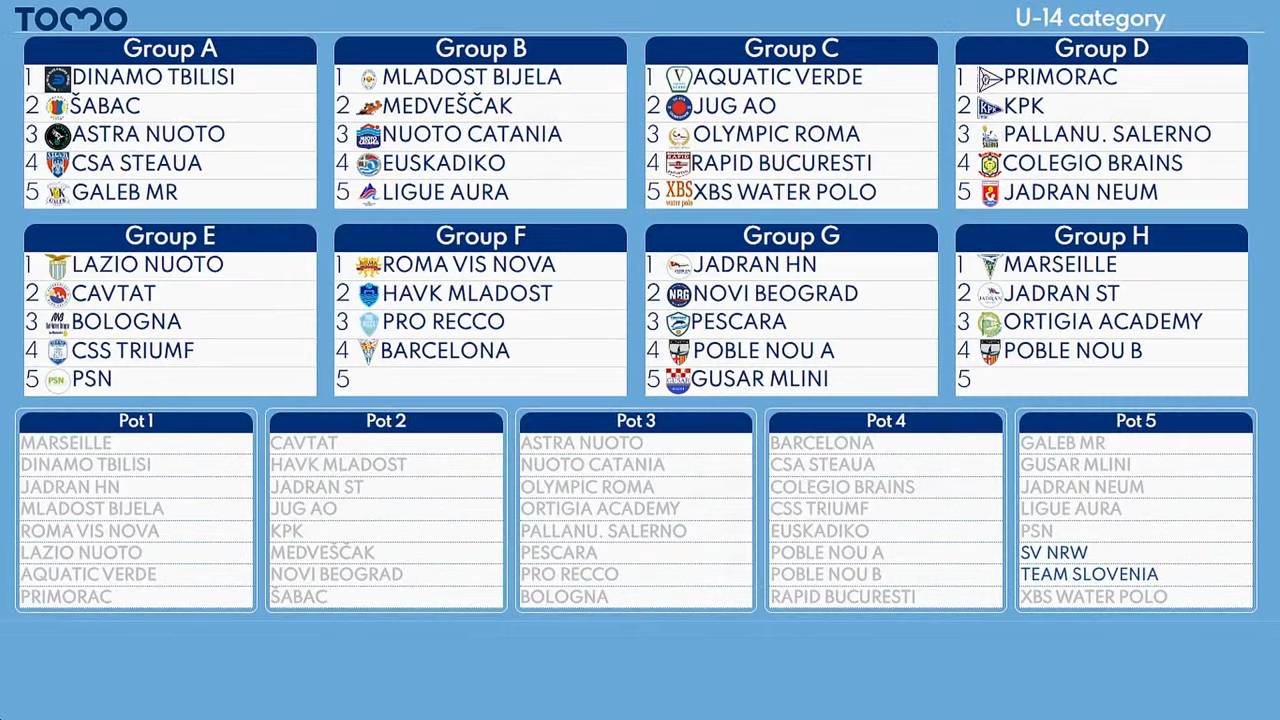 TOMO
U-14 category
Group A
1 DINAMO TBILISI
2 ŠABAC
3 ASTRA NUOTO
4 CSA STEAUA
5 GALEB MR
Group B
1 MLADOST BIJELA
2 MEDVEŠČAK
3 NUOTO CATANIA
4 EUSKADIKO
5 LIGUE AURA
Group C
1 AQUATIC VERDE
2 JUG AO
3 OLYMPIC ROMA
4 RAPID BUCURESTI
5 XBS WATER POLO
Group D
1 PRIMORAC
2 KPK
3 PALLANU. SALERNO
4 COLEGIO BRAINS
5 JADRAN NEUM
Group E
1 LAZIO NUOTO
2 CAVTAT
3 BOLOGNA
4 CSS TRIUMF
5 PSN
Group F
1 ROMA VIS NOVA
2 HAVK MLADOST
3 PRO RECCO
4 BARCELONA
5
Group G
1 JADRAN HN
2 NOVI BEOGRAD
3 PESCARA
4 POBLE NOU A
5 GUSAR MLINI
Group H
1 MARSEILLE
2 JADRAN ST
3 ORTIGIA ACADEMY
4 POBLE NOU B
5
Pot 1
MARSEILLE
DINAMO TBILISI
JADRAN HN
MLADOST BIJELA
ROMA VIS NOVA
LAZIO NUOTO
AQUATIC VERDE
PRIMORAC
Pot 2
CAVTAT
HAVK MLADOST
JADRAN ST
JUG AO
KPK
MEDVEŠČAK
NOVI BEOGRAD
ŠABAC
Pot 3
ASTRA NUOTO
NUOTO CATANIA
OLYMPIC ROMA
ORTIGIA ACADEMY
PALLANU. SALERNO
PESCARA
PRO RECCO
BOLOGNA
Pot 4
BARCELONA
CSA STEAUA
COLEGIO BRAINS
CSS TRIUMF
EUSKADIKO
POBLE NOU A
POBLE NOU B
RAPID BUCURESTI
Pot 5
GALEB MR
GUSAR MLINI
JADRAN NEUM
LIGUE AURA
PSN
SV NRW
TEAM SLOVENIA
XBS WATER POLO